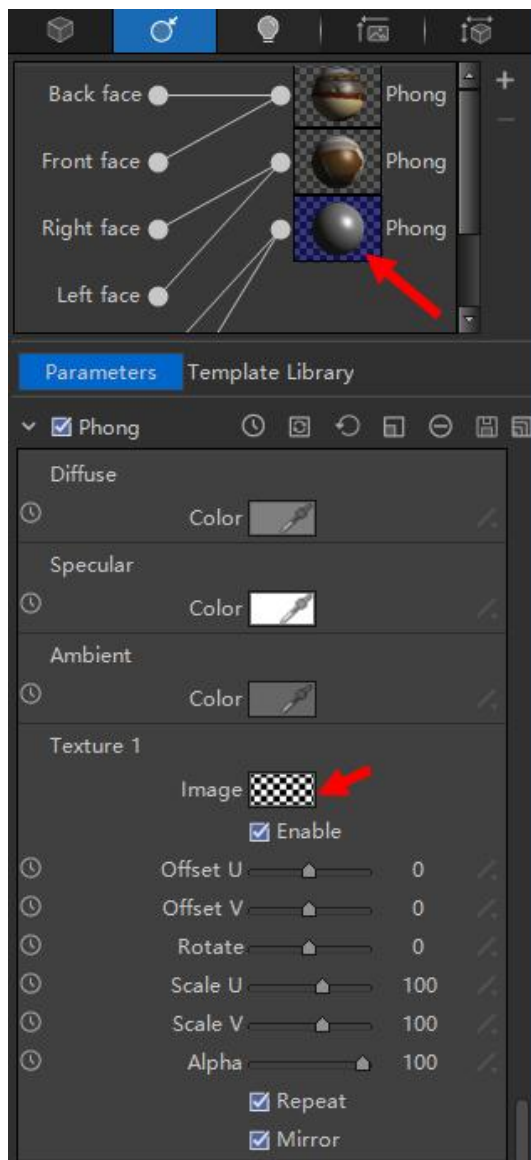 Back face Phong
Front face Phong
Right face Phong
Left face
Parameters Template Library
Phong
Diffuse
Color
Specular
Color
Ambient
Color
Texture 1
Image
Enable
Offset U 0
Offset V 0
Rotate 0
Scale U 100
Scale V 100
Alpha 100
Repeat
Mirror